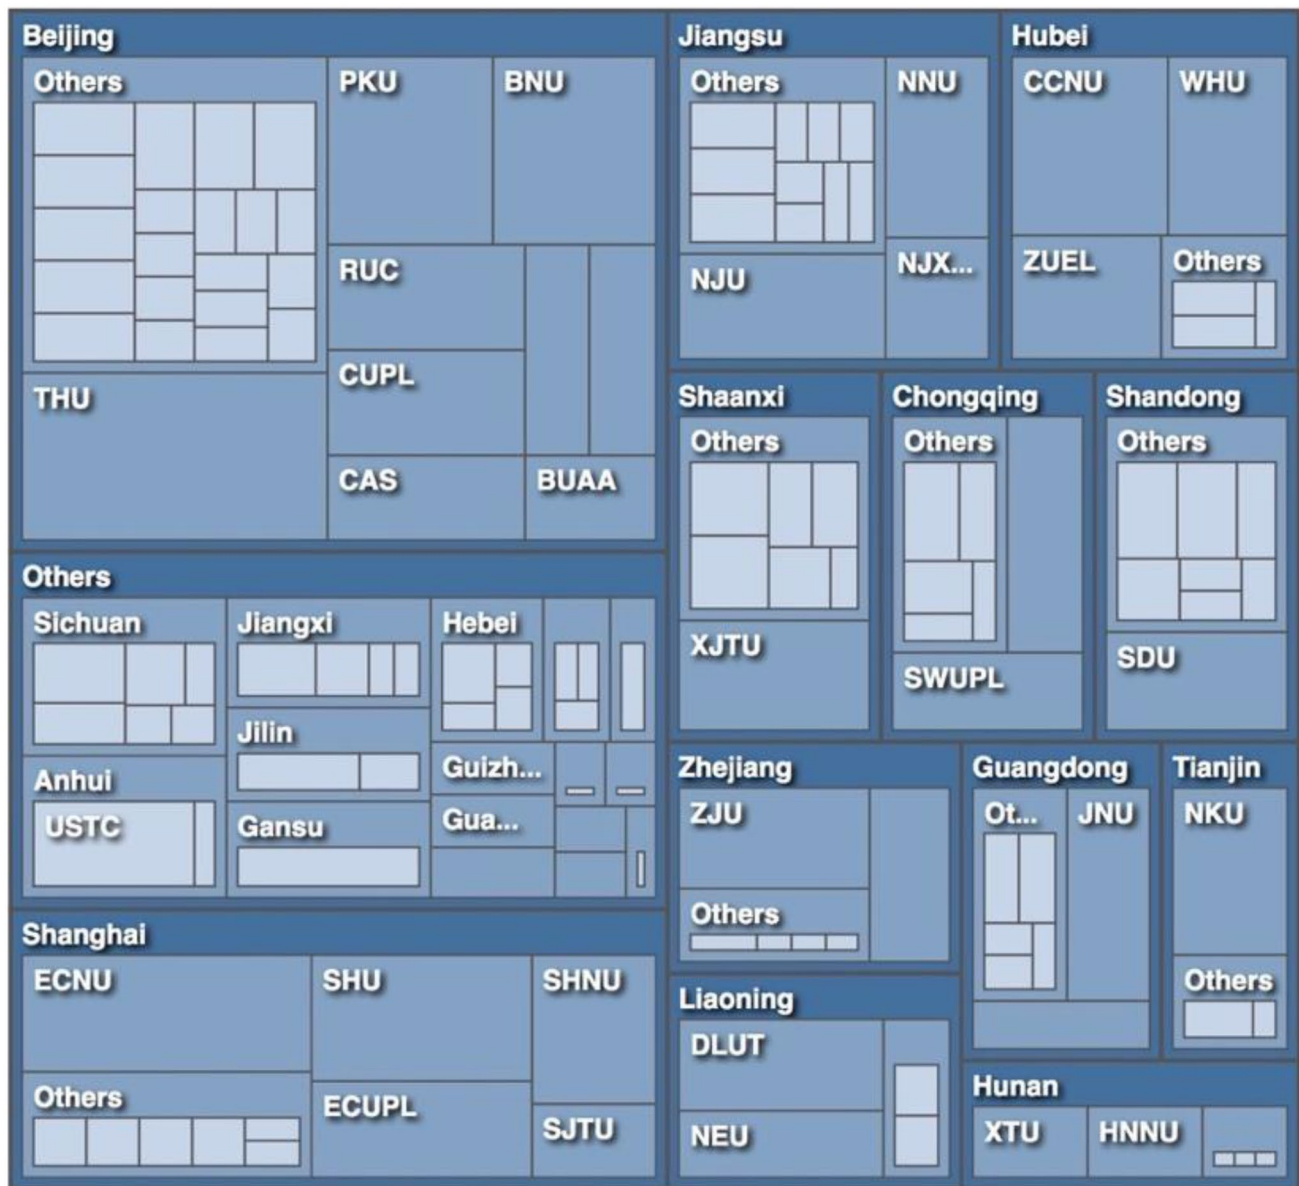 Beijing
Others
PKU
BNU
RUC
CUPL
THU
CAS
BUAA
Jiangsu
Others
NNU
NJU
NJX...
Hubei
CCNU
WHU
ZUEL
Others
Shaanxi
Others
XJTU
Chongqing
Others
SWUPL
Shandong
Others
SDU
Others
Sichuan
Jiangxi
Hebei
Jilin
Anhui
USTC
Gansu
Guizh...
Gua...
Zhejiang
ZJU
Others
Guangdong
Ot...
JNU
Tianjin
NKU
Others
Shanghai
ECNU
SHU
SHNU
Others
ECUPL
SJTU
Liaoning
DLUT
NEU
Hunan
XTU
HNNU